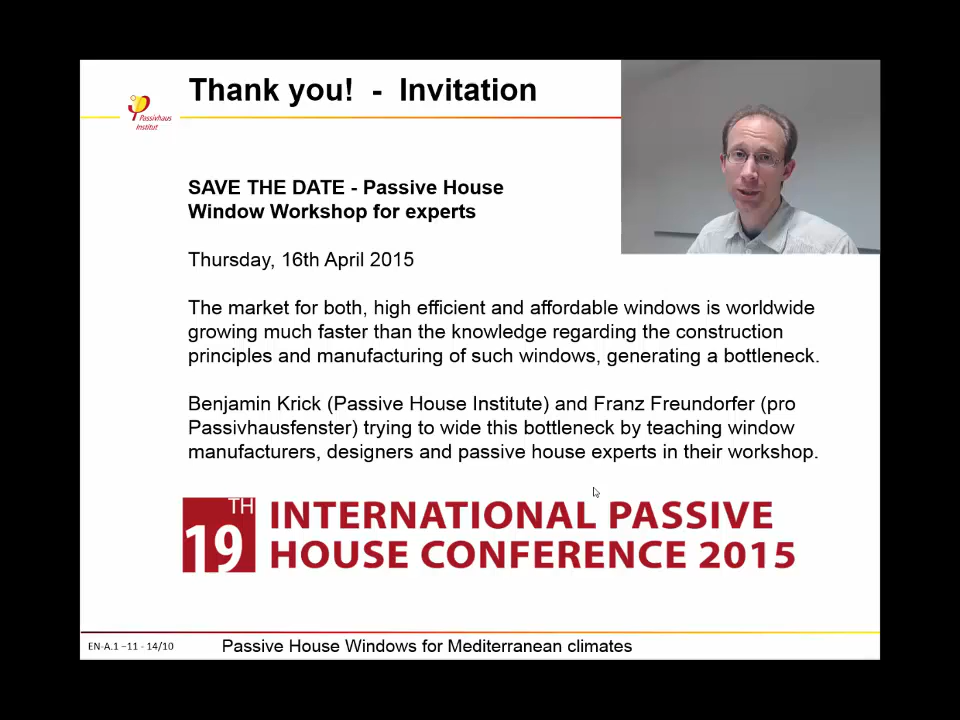 Thank you! - Invitation
Passivhaus
Institut
SAVE THE DATE - Passive House
Window Workshop for experts
Thursday, 16th April 2015
The market for both, high efficient and affordable windows is worldwide
growing much faster than the knowledge regarding the construction
principles and manufacturing of such windows, generating a bottleneck.
Benjamin Krick (Passive House Institute) and Franz Freundorfer (pro
Passivhausfenster) trying to wide this bottleneck by teaching window
manufacturers, designers and passive house experts in their workshop.
19TH INTERNATIONAL PASSIVE
HOUSE CONFERENCE 2015
EN-A.1 –11 - 14/10
Passive House Windows for Mediterranean climates